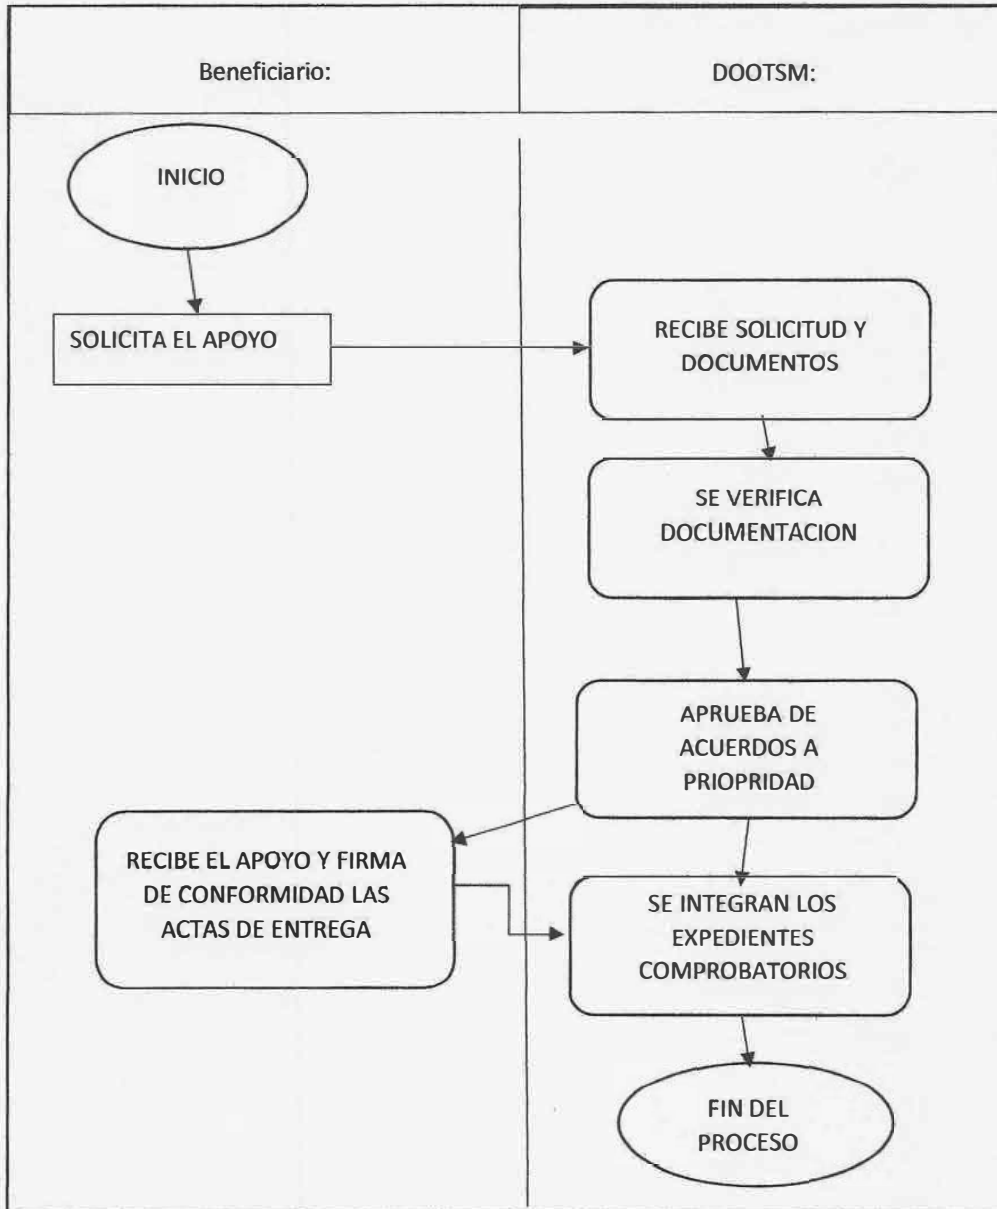 Beneficiario:
DOOTSM:
INICIO
SOLICITA EL APOYO
RECIBE SOLICITUD Y
DOCUMENTOS
SE VERIFICA
DOCUMENTACION
APRUEBA DE
ACUERDOS A
PRIOPRIDAD
RECIBE EL APOYO Y FIRMA
DE CONFORMIDAD LAS
ACTAS DE ENTREGA
SE INTEGRAN LOS
EXPEDIENTES
COMPROBATORIOS
FIN DEL
PROCESO